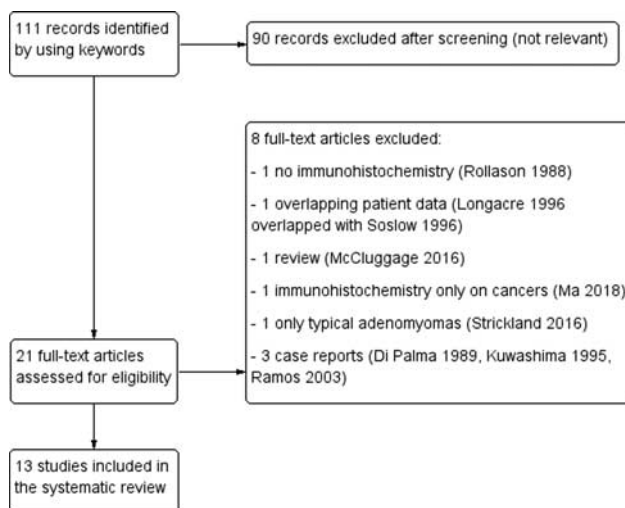 111 records identified
by using keywords
90 records excluded after screening (not relevant)
8 full-text articles excluded:
- 1 no immunohistochemistry (Rollason 1988)
- 1 overlapping patient data (Longacre 1996
overlapped with Soslow 1996)
- 1 review (McCluggage 2016)
- 1 immunohistochemistry only on cancers (Ma 2018)
- 1 only typical adenomyomas (Strickland 2016)
- 3 case reports (Di Palma 1989, Kuwashima 1995,
Ramos 2003)
21 full-text articles
assessed for eligibility
13 studies included in
the systematic review